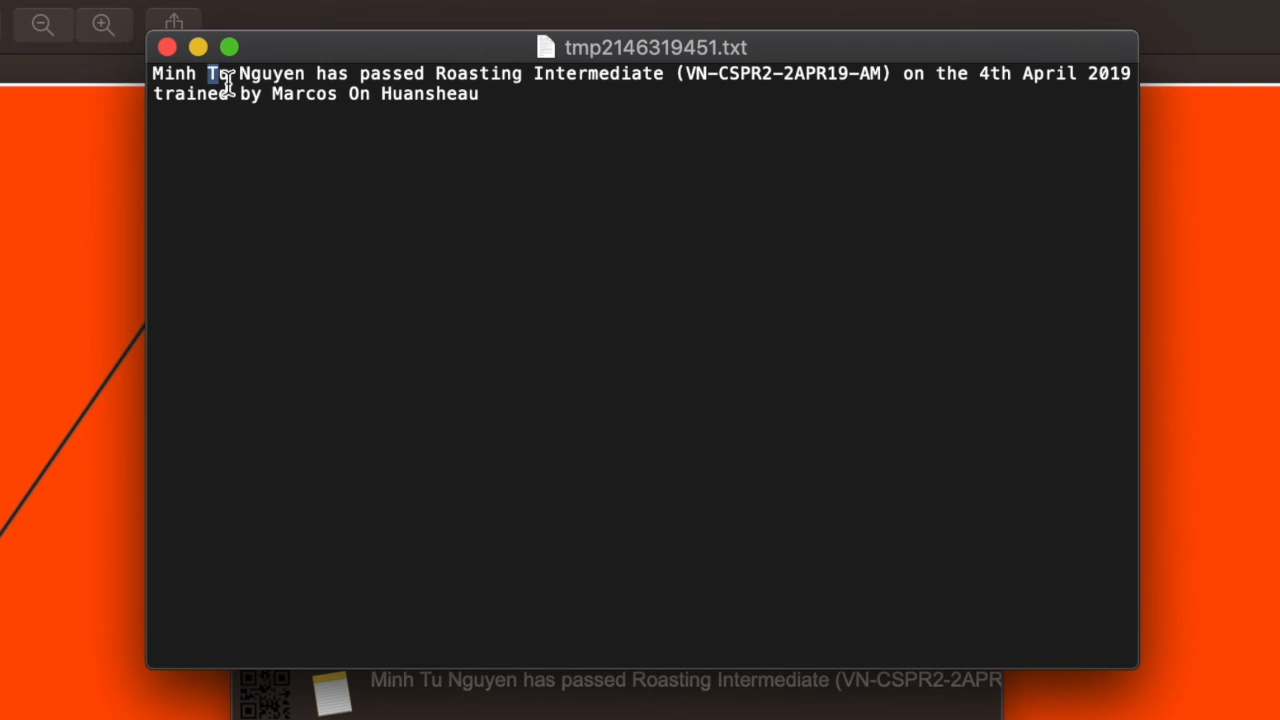 tmp2146319451.txt
Minh Tu Nguyen has passed Roasting Intermediate (VN-CSPR2-2APR19-AM) on the 4th April 2019
trained by Marcos On Huansheau
Minh Tu Nguyen has passed Roasting Intermediate (VN-CSPR2-2APR